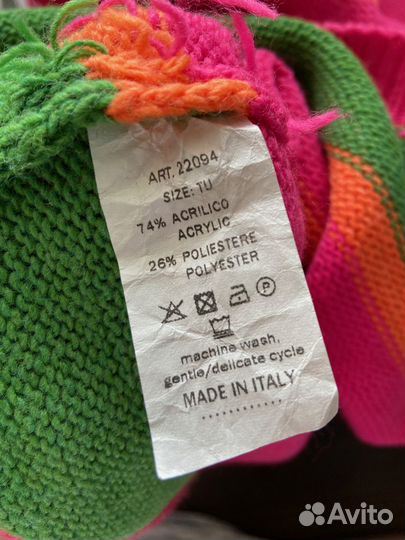 ART. 22094
SIZE: TU
74% ACRILICO
ACRYLIC
26% POLIESTERE
POLYESTER
P
machine wash,
gentle/delicate cycle
MADE IN ITALY
Avito